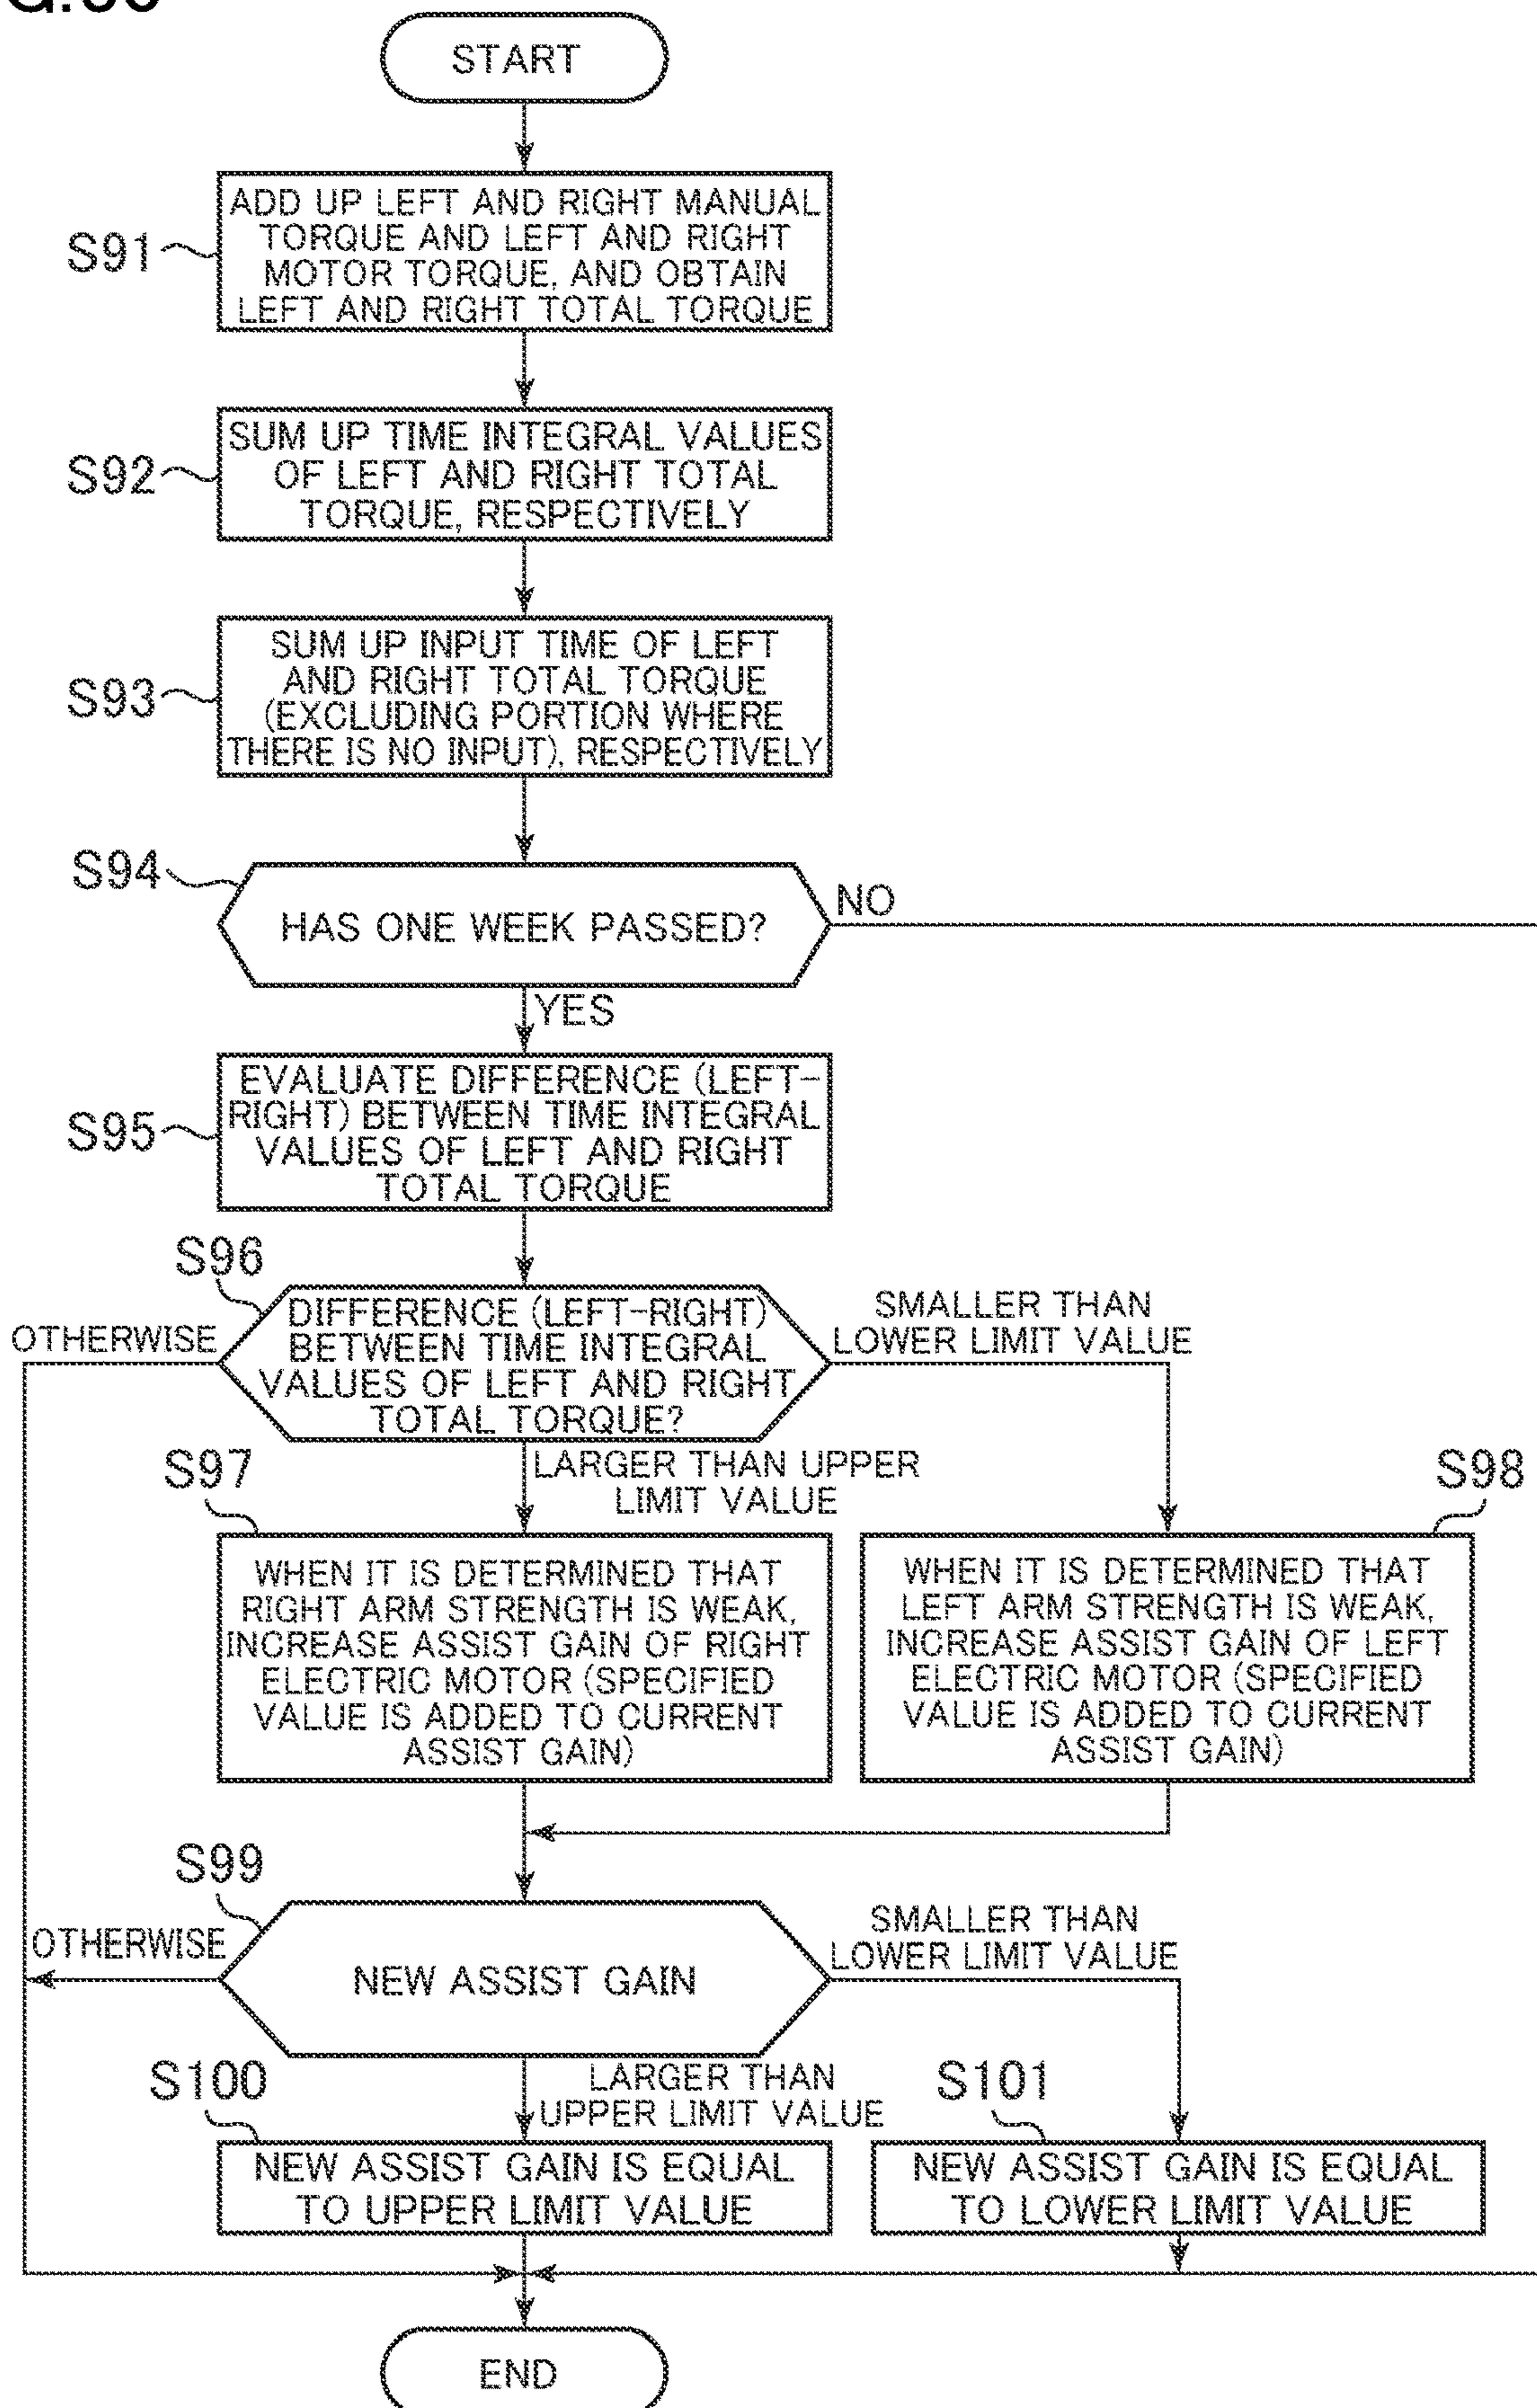 START
ADD UP LEFT AND RIGHT MANUAL
TORQUE AND LEFT AND RIGHT
MOTOR TORQUE, AND OBTAIN
LEFT AND RIGHT TOTAL TORQUE
S91
SUM UP TIME INTEGRAL VALUES
OF LEFT AND RIGHT TOTAL
TORQUE, RESPECTIVELY
S92
SUM UP INPUT TIME OF LEFT
AND RIGHT TOTAL TORQUE
(EXCLUDING PORTION WHERE
THERE IS NO INPUT), RESPECTIVELY
S93
S94
HAS ONE WEEK PASSED?
NO
YES
EVALUATE DIFFERENCE (LEFT-
RIGHT) BETWEEN TIME INTEGRAL
VALUES OF LEFT AND RIGHT
TOTAL TORQUE
S95
S96
OTHERWISE
DIFFERENCE (LEFT-RIGHT)
BETWEEN TIME INTEGRAL
VALUES OF LEFT AND RIGHT
TOTAL TORQUE?
SMALLER THAN
LOWER LIMIT VALUE
S97
LARGER THAN UPPER
LIMIT VALUE
S98
WHEN IT IS DETERMINED THAT
RIGHT ARM STRENGTH IS WEAK,
INCREASE ASSIST GAIN OF RIGHT
ELECTRIC MOTOR (SPECIFIED
VALUE IS ADDED TO CURRENT
ASSIST GAIN)
WHEN IT IS DETERMINED THAT
LEFT ARM STRENGTH IS WEAK,
INCREASE ASSIST GAIN OF LEFT
ELECTRIC MOTOR (SPECIFIED
VALUE IS ADDED TO CURRENT
ASSIST GAIN)
S99
OTHERWISE
NEW ASSIST GAIN
SMALLER THAN
LOWER LIMIT VALUE
S100
LARGER THAN
UPPER LIMIT VALUE
S101
NEW ASSIST GAIN IS EQUAL
TO UPPER LIMIT VALUE
NEW ASSIST GAIN IS EQUAL
TO LOWER LIMIT VALUE
END